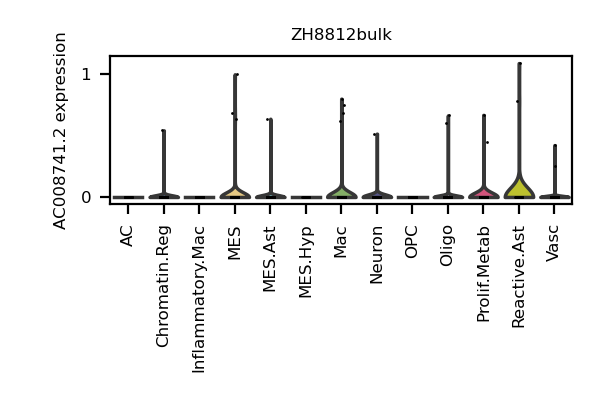 ZH8812bulk
AC008741.2 expression
1
0
AC
Chromatin.Reg
Inflammatory.Mac
MES
MES.Ast
MES.Hyp
Mac
Neuron
OPC
Oligo
Prolif.Metab
Reactive.Ast
Vasc